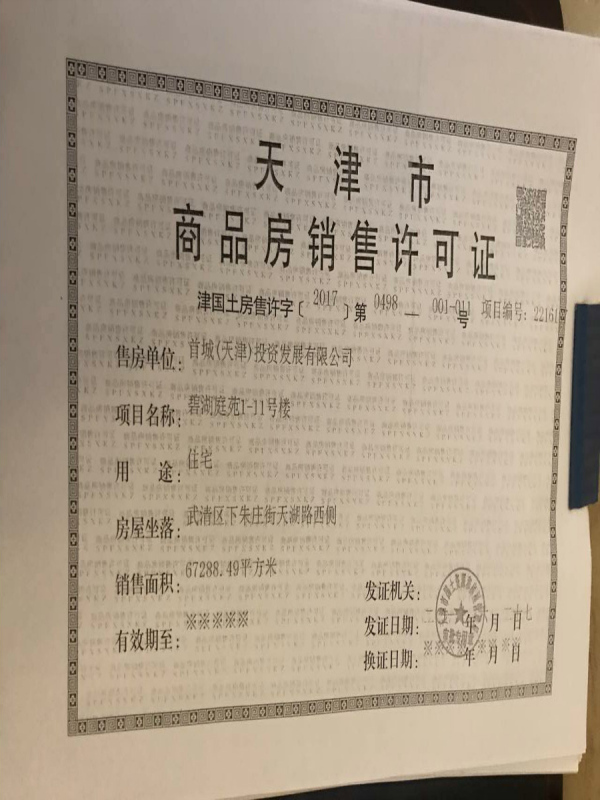 天津市
商品房销售许可证
津国土房售许字〔2017〕第0498—001-011号 项目编号:22161
售房单位:首城(天津)投资发展有限公司
项目名称:碧湖庭苑1-11号楼
用途:住宅
房屋坐落:武清区下朱庄街天湖路西侧
销售面积:67288.49平方米
有效期至:※※※※※
发证机关:
发证日期:二 年 月二十七日
换证日期:※※ 年※月※日